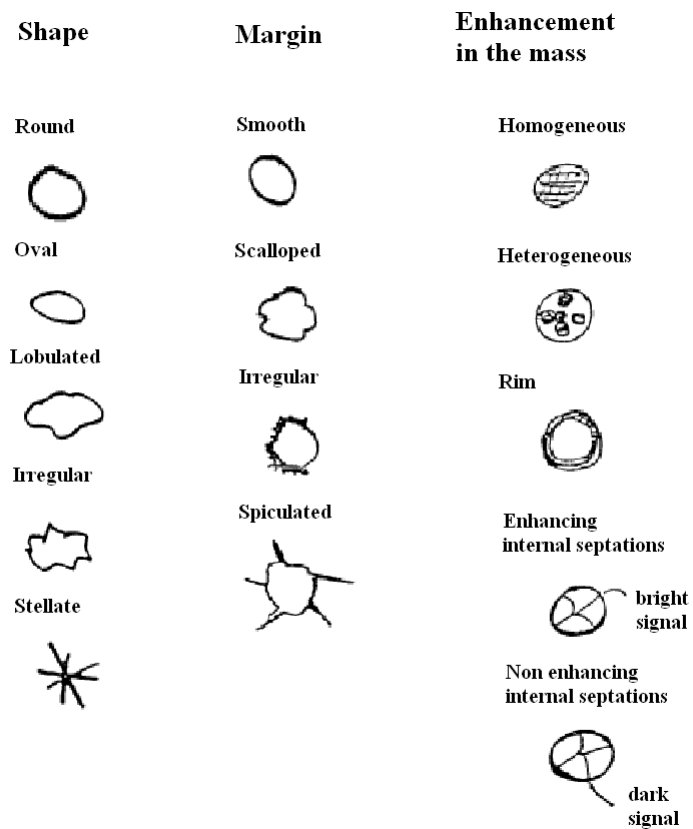 Shape
Round
Oval
Lobulated
Irregular
Stellate
Margin
Smooth
Scalloped
Irregular
Spiculated
Enhancement
in the mass
Homogeneous
Heterogeneous
Rim
Enhancing
internal septations
bright
signal
Non enhancing
internal septations
dark
signal